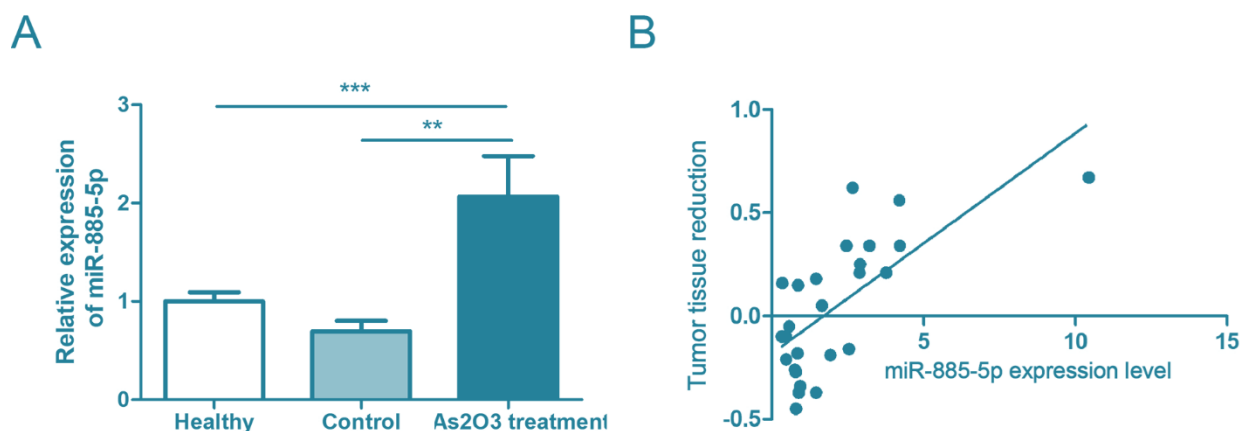 A
Relative expression
of miR-885-5p
3
2
1
0
***
**
Healthy
Control
As2O3 treatment
B
Tumor tissue reduction
1.0
0.5
0.0
-0.5
5
10
15
miR-885-5p expression level